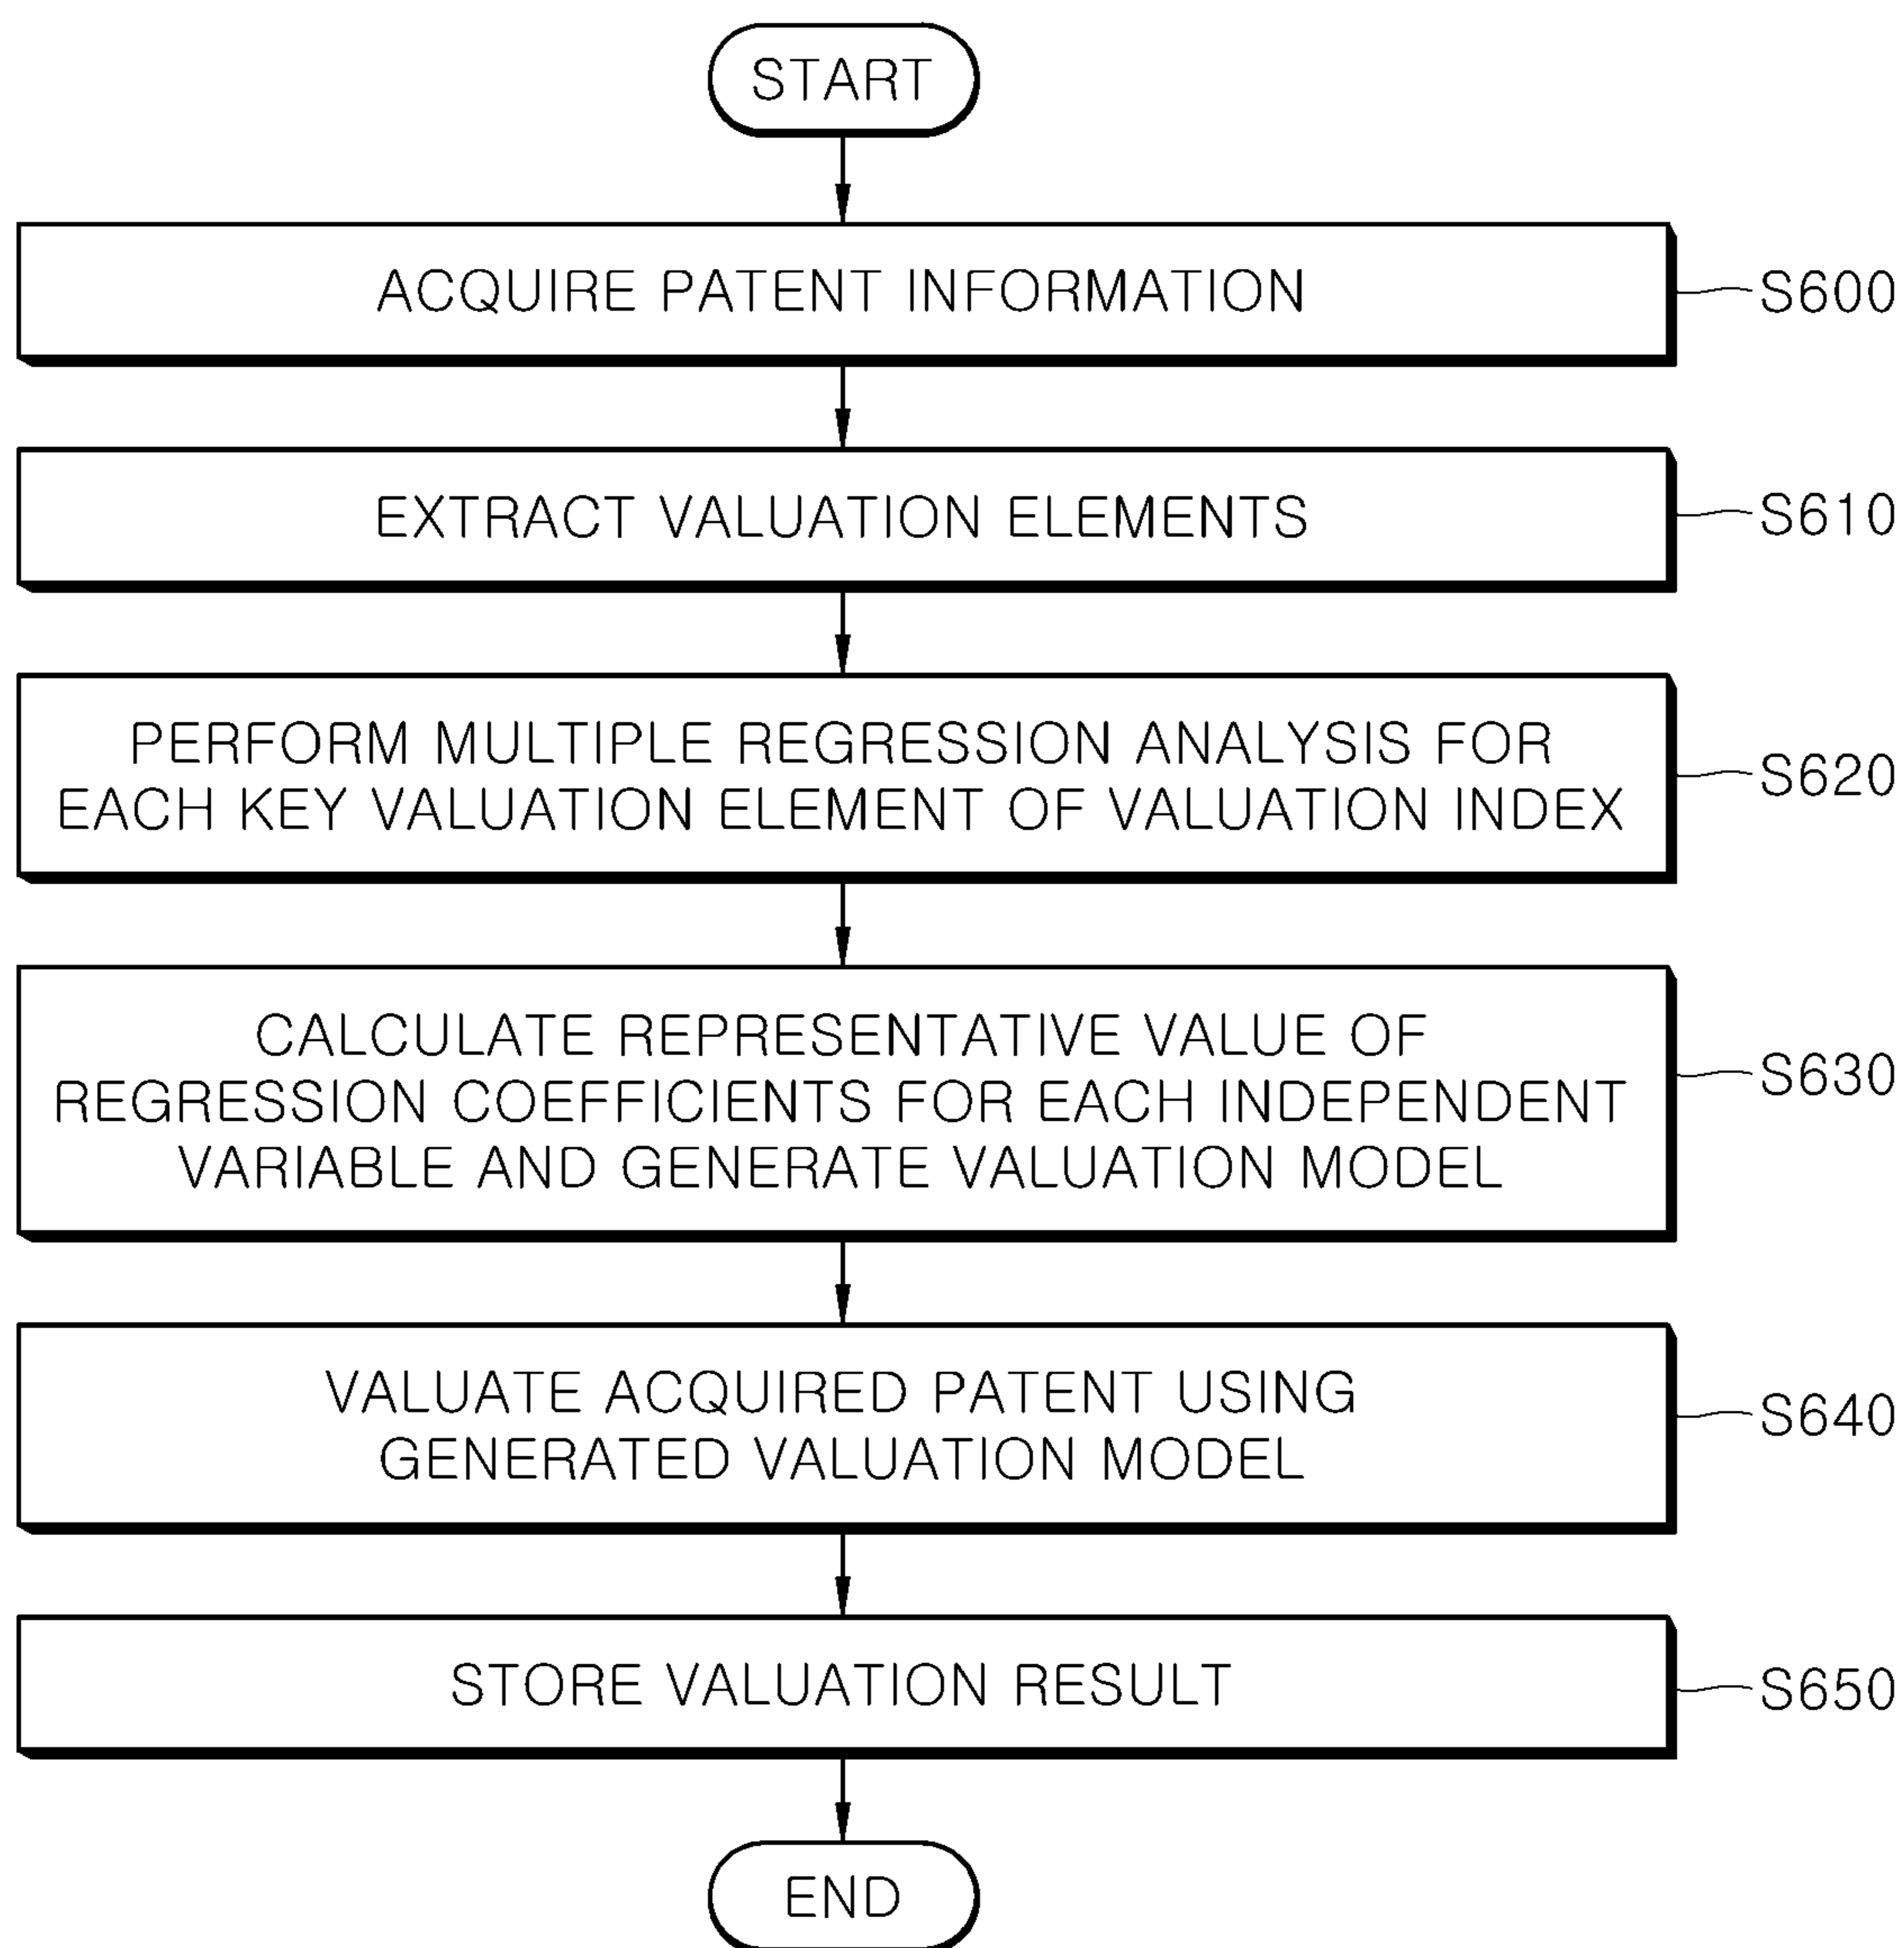 START
ACQUIRE PATENT INFORMATION
S600
EXTRACT VALUATION ELEMENTS
S610
PERFORM MULTIPLE REGRESSION ANALYSIS FOR
EACH KEY VALUATION ELEMENT OF VALUATION INDEX
S620
CALCULATE REPRESENTATIVE VALUE OF
REGRESSION COEFFICIENTS FOR EACH INDEPENDENT
VARIABLE AND GENERATE VALUATION MODEL
S630
VALUATE ACQUIRED PATENT USING
GENERATED VALUATION MODEL
S640
STORE VALUATION RESULT
S650
END